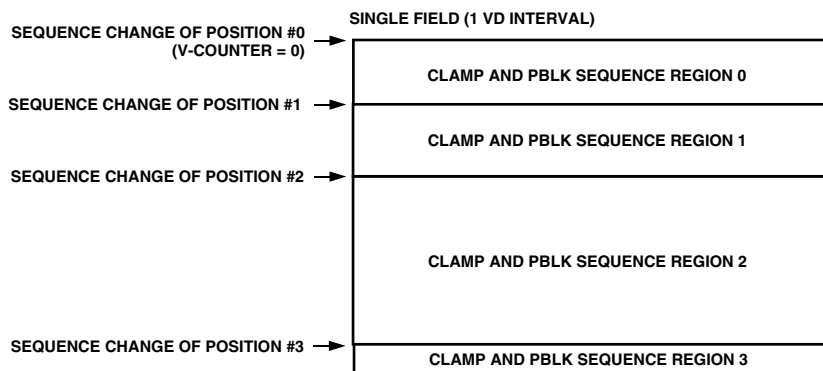 SINGLE FIELD (1 VD INTERVAL)
SEQUENCE CHANGE OF POSITION #0
(V-COUNTER = 0)
CLAMP AND PBLK SEQUENCE REGION 0
SEQUENCE CHANGE OF POSITION #1
CLAMP AND PBLK SEQUENCE REGION 1
SEQUENCE CHANGE OF POSITION #2
CLAMP AND PBLK SEQUENCE REGION 2
SEQUENCE CHANGE OF POSITION #3
CLAMP AND PBLK SEQUENCE REGION 3